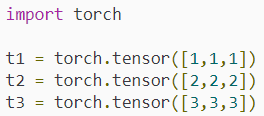 import torch
t1 = torch.tensor([1,1,1])
t2 = torch.tensor([2,2,2])
t3 = torch.tensor([3,3,3])